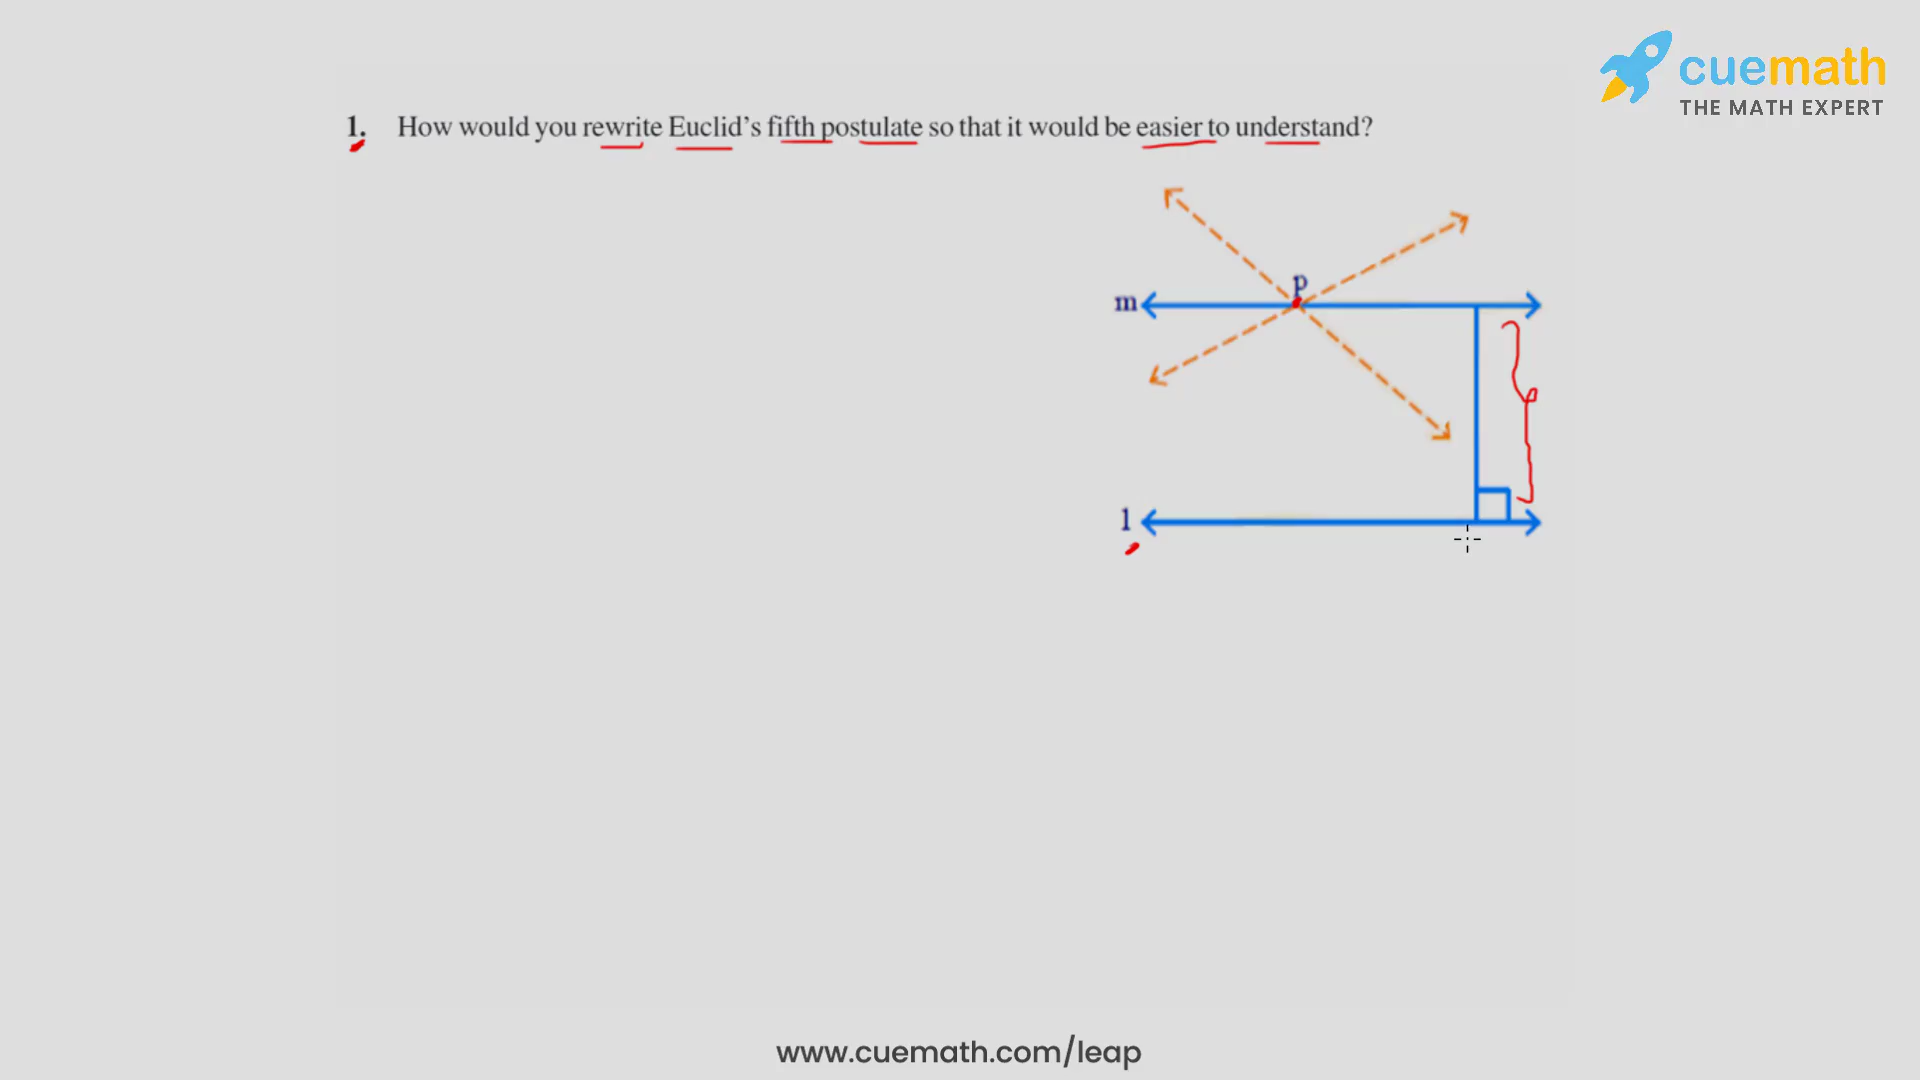 cuemath
THE MATH EXPERT
1. How would you rewrite Euclid’s fifth postulate so that it would be easier to understand?
p
m
l
www.cuemath.com/leap